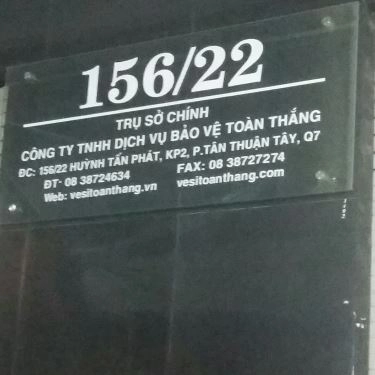 156/22
TRỤ SỞ CHÍNH
CÔNG TY TNHH DỊCH VỤ BẢO VỆ TOÀN THẮNG
ĐC: 156/22 HUỲNH TẤN PHÁT, KP2, P.TÂN THUẬN TÂY, Q7
ĐT: 08 38724634 FAX: 08 38727274
Web: vesitoanthang.vn vesitoanthang.com